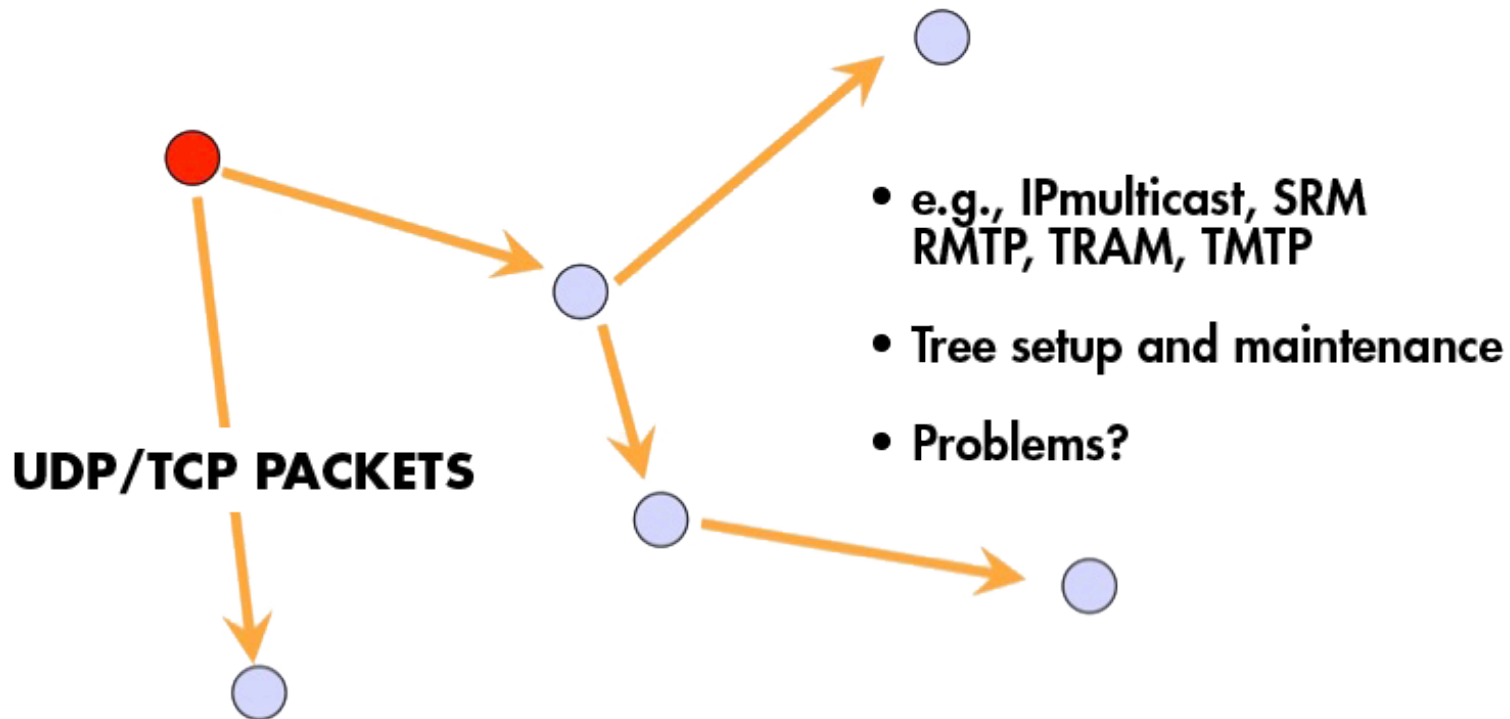 • e.g., IPmulticast, SRM
RMTP, TRAM, TMTP
• Tree setup and maintenance
• Problems?
UDP/TCP PACKETS